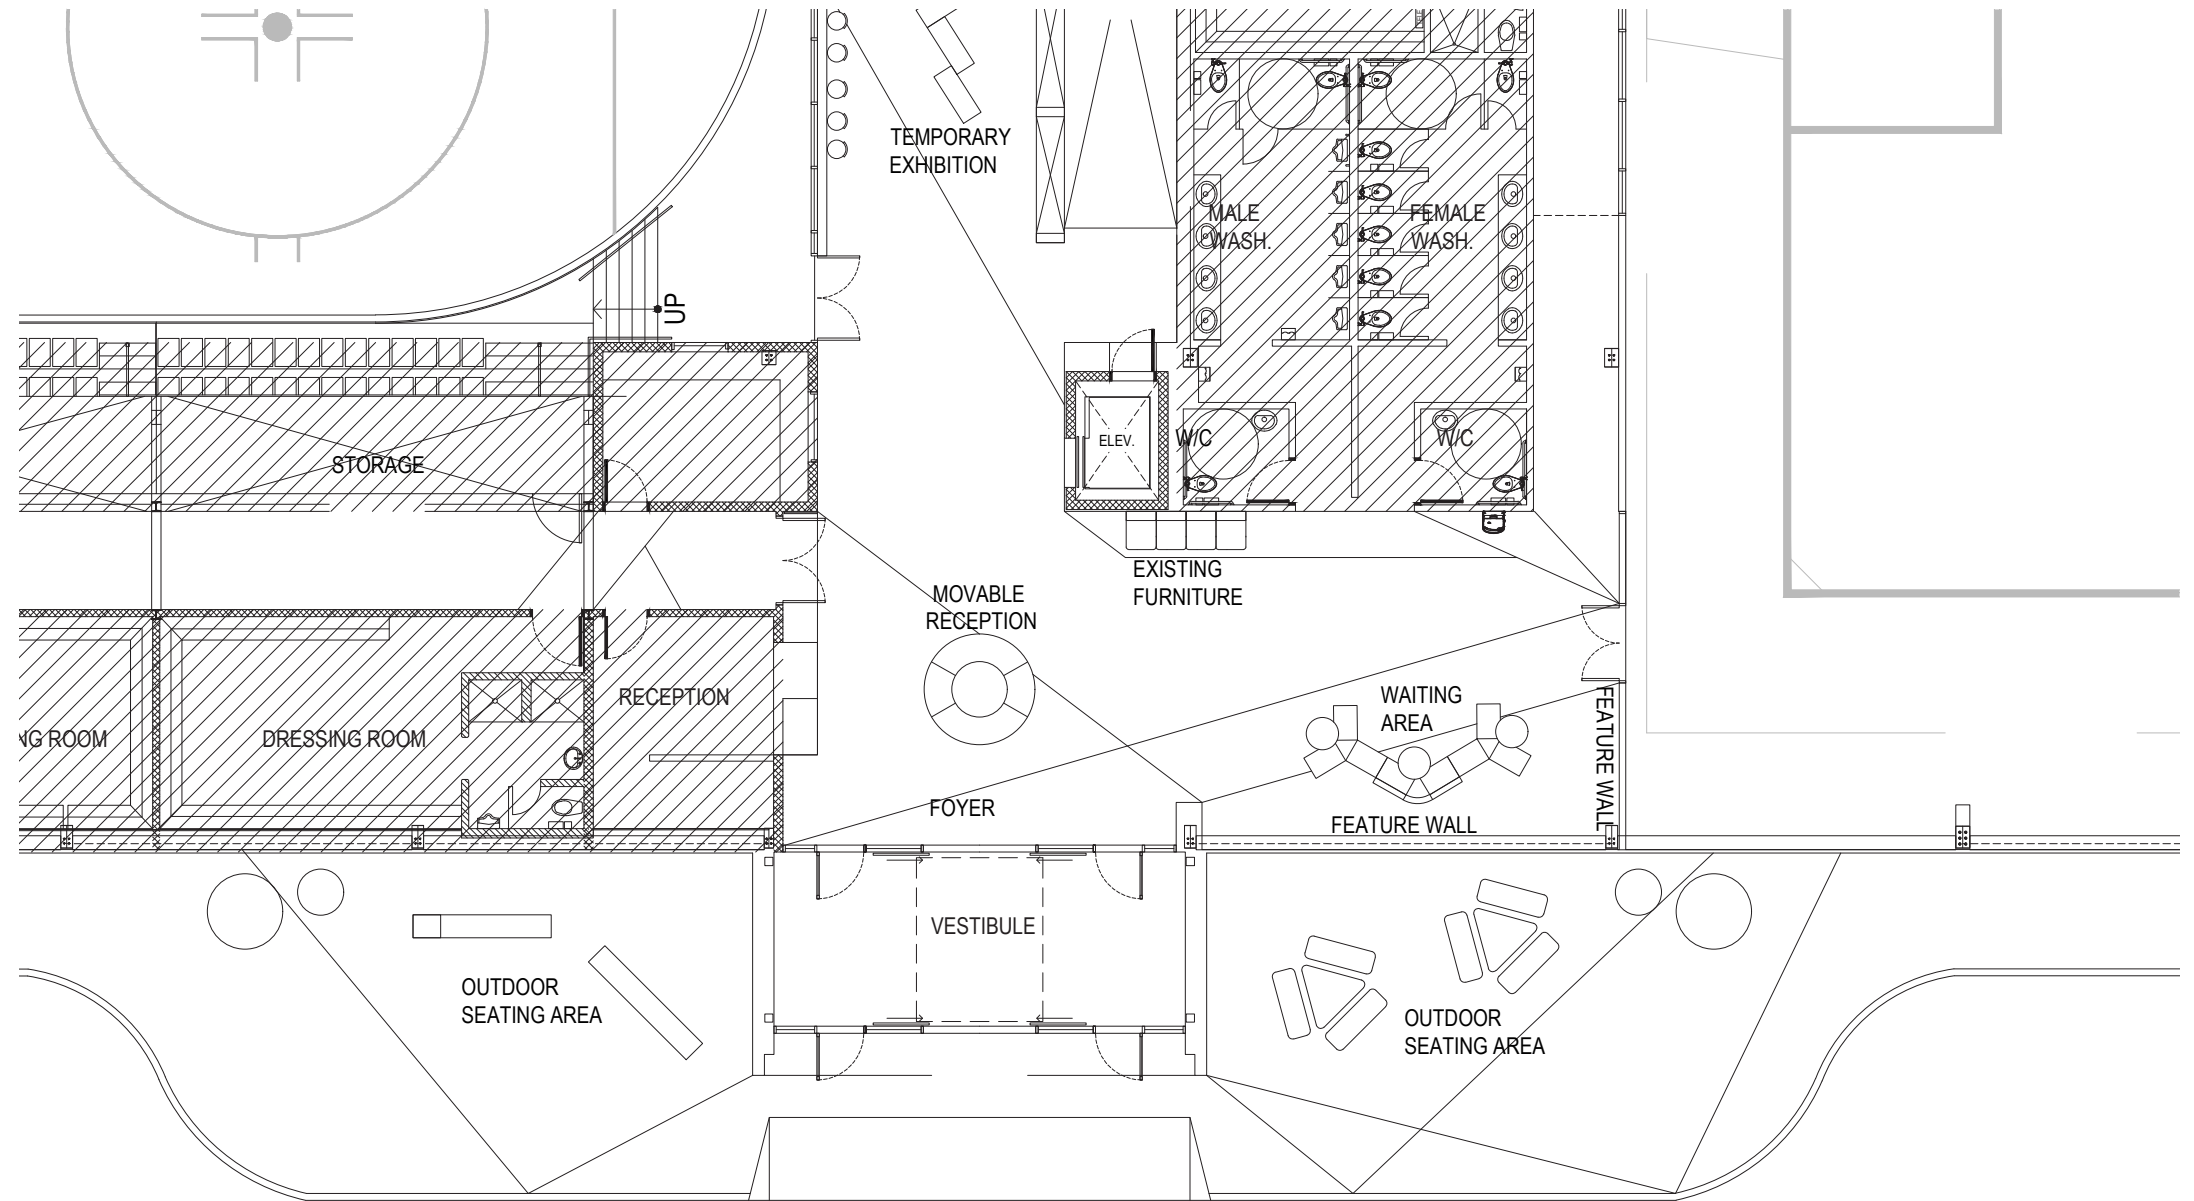 TEMPORARY
EXHIBITION
MALE
WASH.
FEMALE
WASH.
UP
ELEV.
W/C
W/C
STORAGE
EXISTING
FURNITURE
MOVABLE
RECEPTION
RECEPTION
WAITING
AREA
FEATURE WALL
NG ROOM
DRESSING ROOM
FOYER
FEATURE WALL
VESTIBULE
OUTDOOR
SEATING AREA
OUTDOOR
SEATING AREA